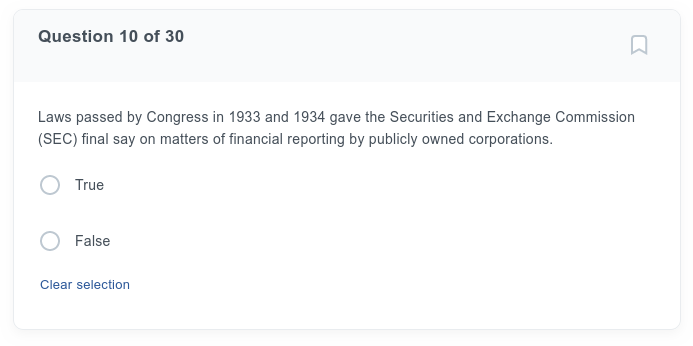 Question 10 of 30
Laws passed by Congress in 1933 and 1934 gave the Securities and Exchange Commission
(SEC) final say on matters of financial reporting by publicly owned corporations.
True
False
Clear selection